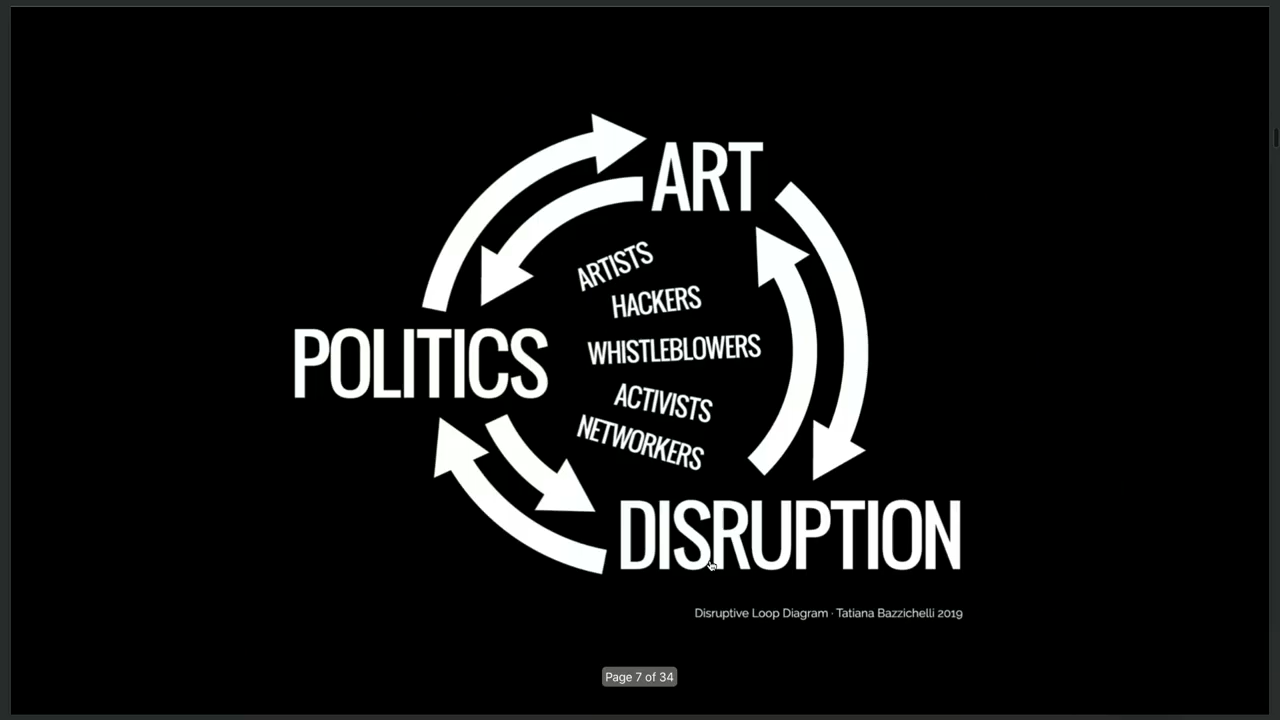 ART
ARTISTS
HACKERS
WHISTLEBLOWERS
POLITICS
ACTIVISTS
NETWORKERS
DISRUPTION
Disruptive Loop Diagram · Tatiana Bazzichelli 2019
Page 7 of 34